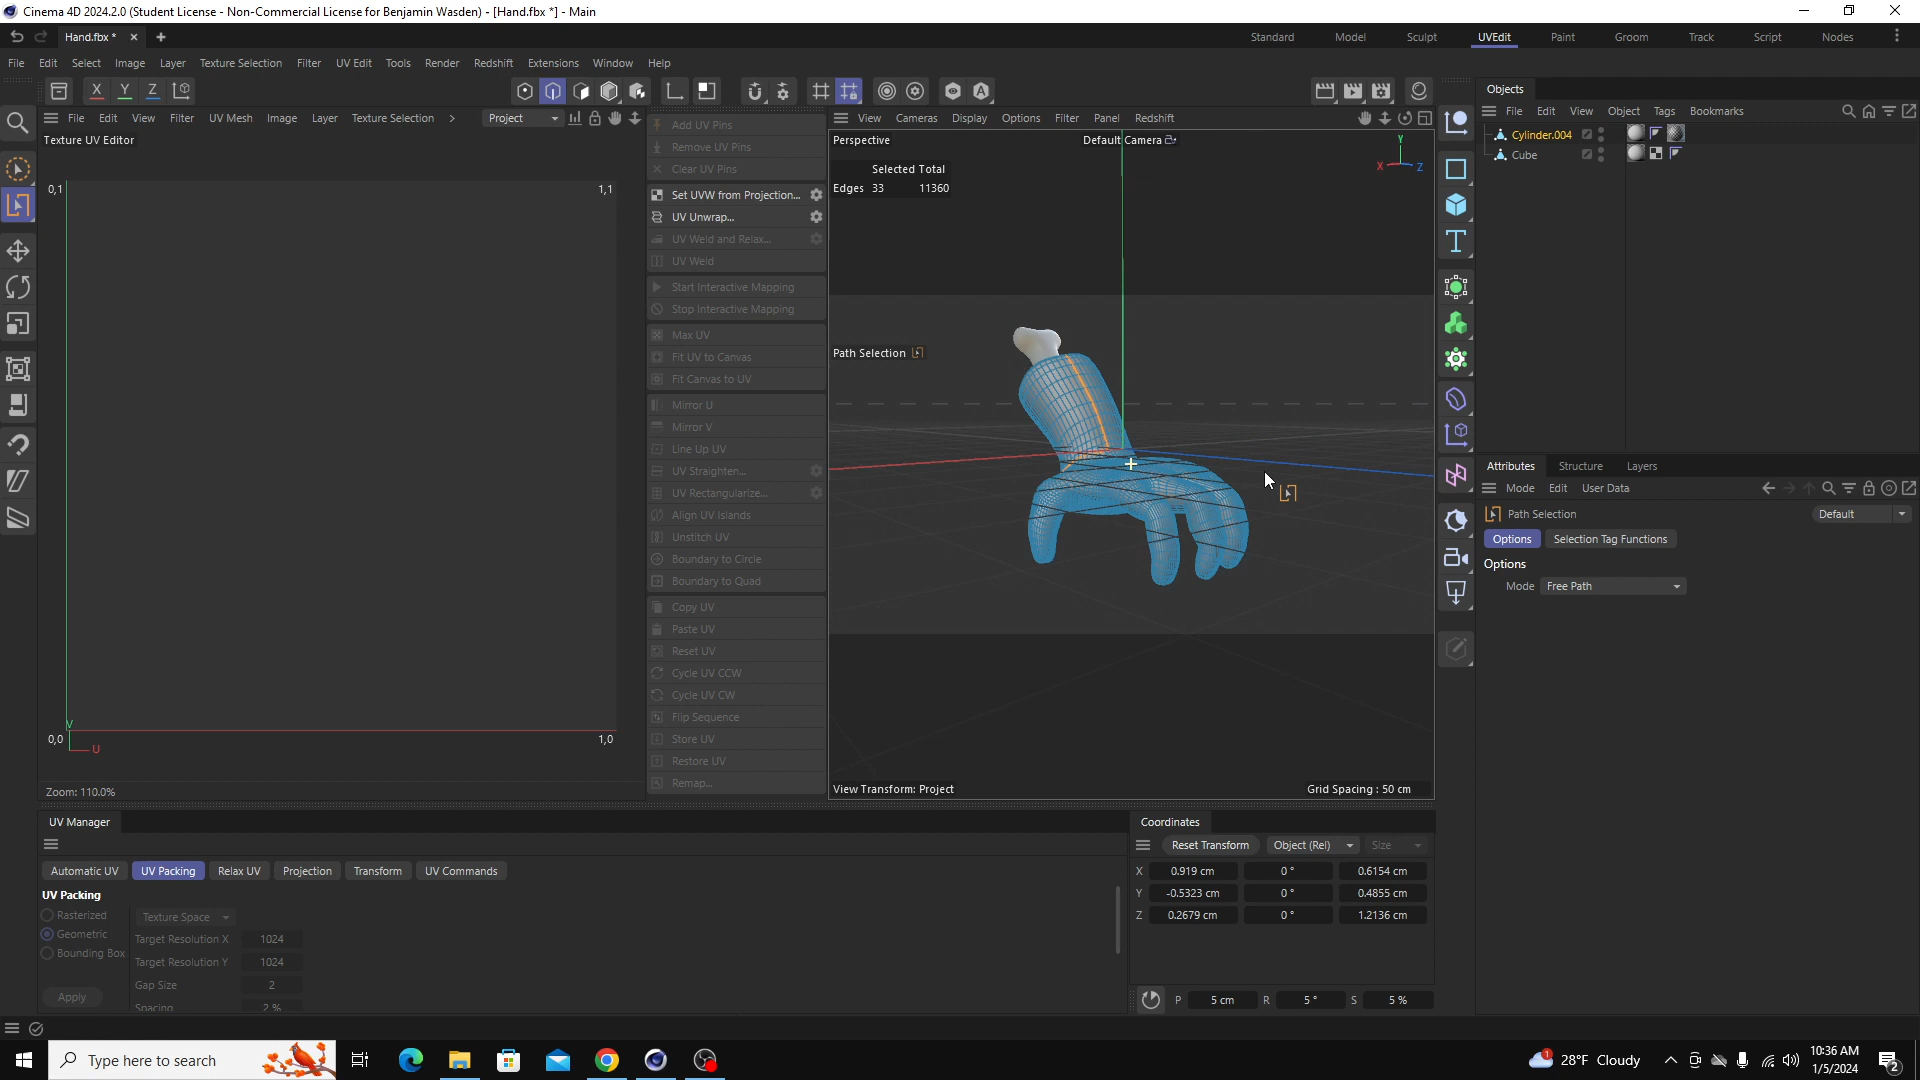 Cinema 4D 2024.2.0 (Student License - Non-Commercial License for Benjamin Wasden) - [Hand.fbx *] - Main
Hand.fbx *
Standard Model Sculpt UVEdit Paint Groom Track Script Nodes
File Edit Select Image Layer Texture Selection Filter UV Edit Tools Render Redshift Extensions Window Help
X Y Z
Objects
File Edit View Object Tags Bookmarks
Cylinder.004
Cube
File Edit View Filter UV Mesh Image Layer Texture Selection > Project
Texture UV Editor
0,1
1,1
0,0
1,0
V
U
Zoom: 110.0%
Add UV Pins
Remove UV Pins
Clear UV Pins
Set UVW from Projection...
UV Unwrap...
UV Weld and Relax...
UV Weld
Start Interactive Mapping
Stop Interactive Mapping
Max UV
Fit UV to Canvas
Fit Canvas to UV
Mirror U
Mirror V
Line Up UV
UV Straighten...
UV Rectangularize...
Align UV Islands
Unstitch UV
Boundary to Circle
Boundary to Quad
Copy UV
Paste UV
Reset UV
Cycle UV CCW
Cycle UV CW
Flip Sequence
Store UV
Restore UV
Remap...
View Cameras Display Options Filter Panel Redshift
Perspective
Default Camera
Y
X
Z
Selected Total
Edges 33 11360
Path Selection
View Transform: Project
Grid Spacing : 50 cm
Attributes Structure Layers
Mode Edit User Data
Path Selection
Default
Options
Selection Tag Functions
Options
Mode Free Path
UV Manager
Automatic UV UV Packing Relax UV Projection Transform UV Commands
UV Packing
Rasterized
Geometric
Bounding Box
Apply
Texture Space
Target Resolution X 1024
Target Resolution Y 1024
Gap Size 2
Spacing 2 %
Coordinates
Reset Transform Object (Rel) Size
X 0.919 cm 0 ° 0.6154 cm
Y -0.5323 cm 0 ° 0.4855 cm
Z 0.2679 cm 0 ° 1.2136 cm
P 5 cm R 5 ° S 5 %
Type here to search
1
28°F Cloudy
10:36 AM
1/5/2024
2